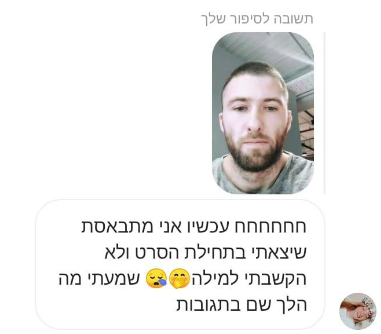 תשובה לסיפור שלך
חחחחחח עכשיו אני מתבאסת
שיצאתי בתחילת הסרט ולא
הקשבתי למילה🤭😪 שמעתי מה
הלך שם בתגובות